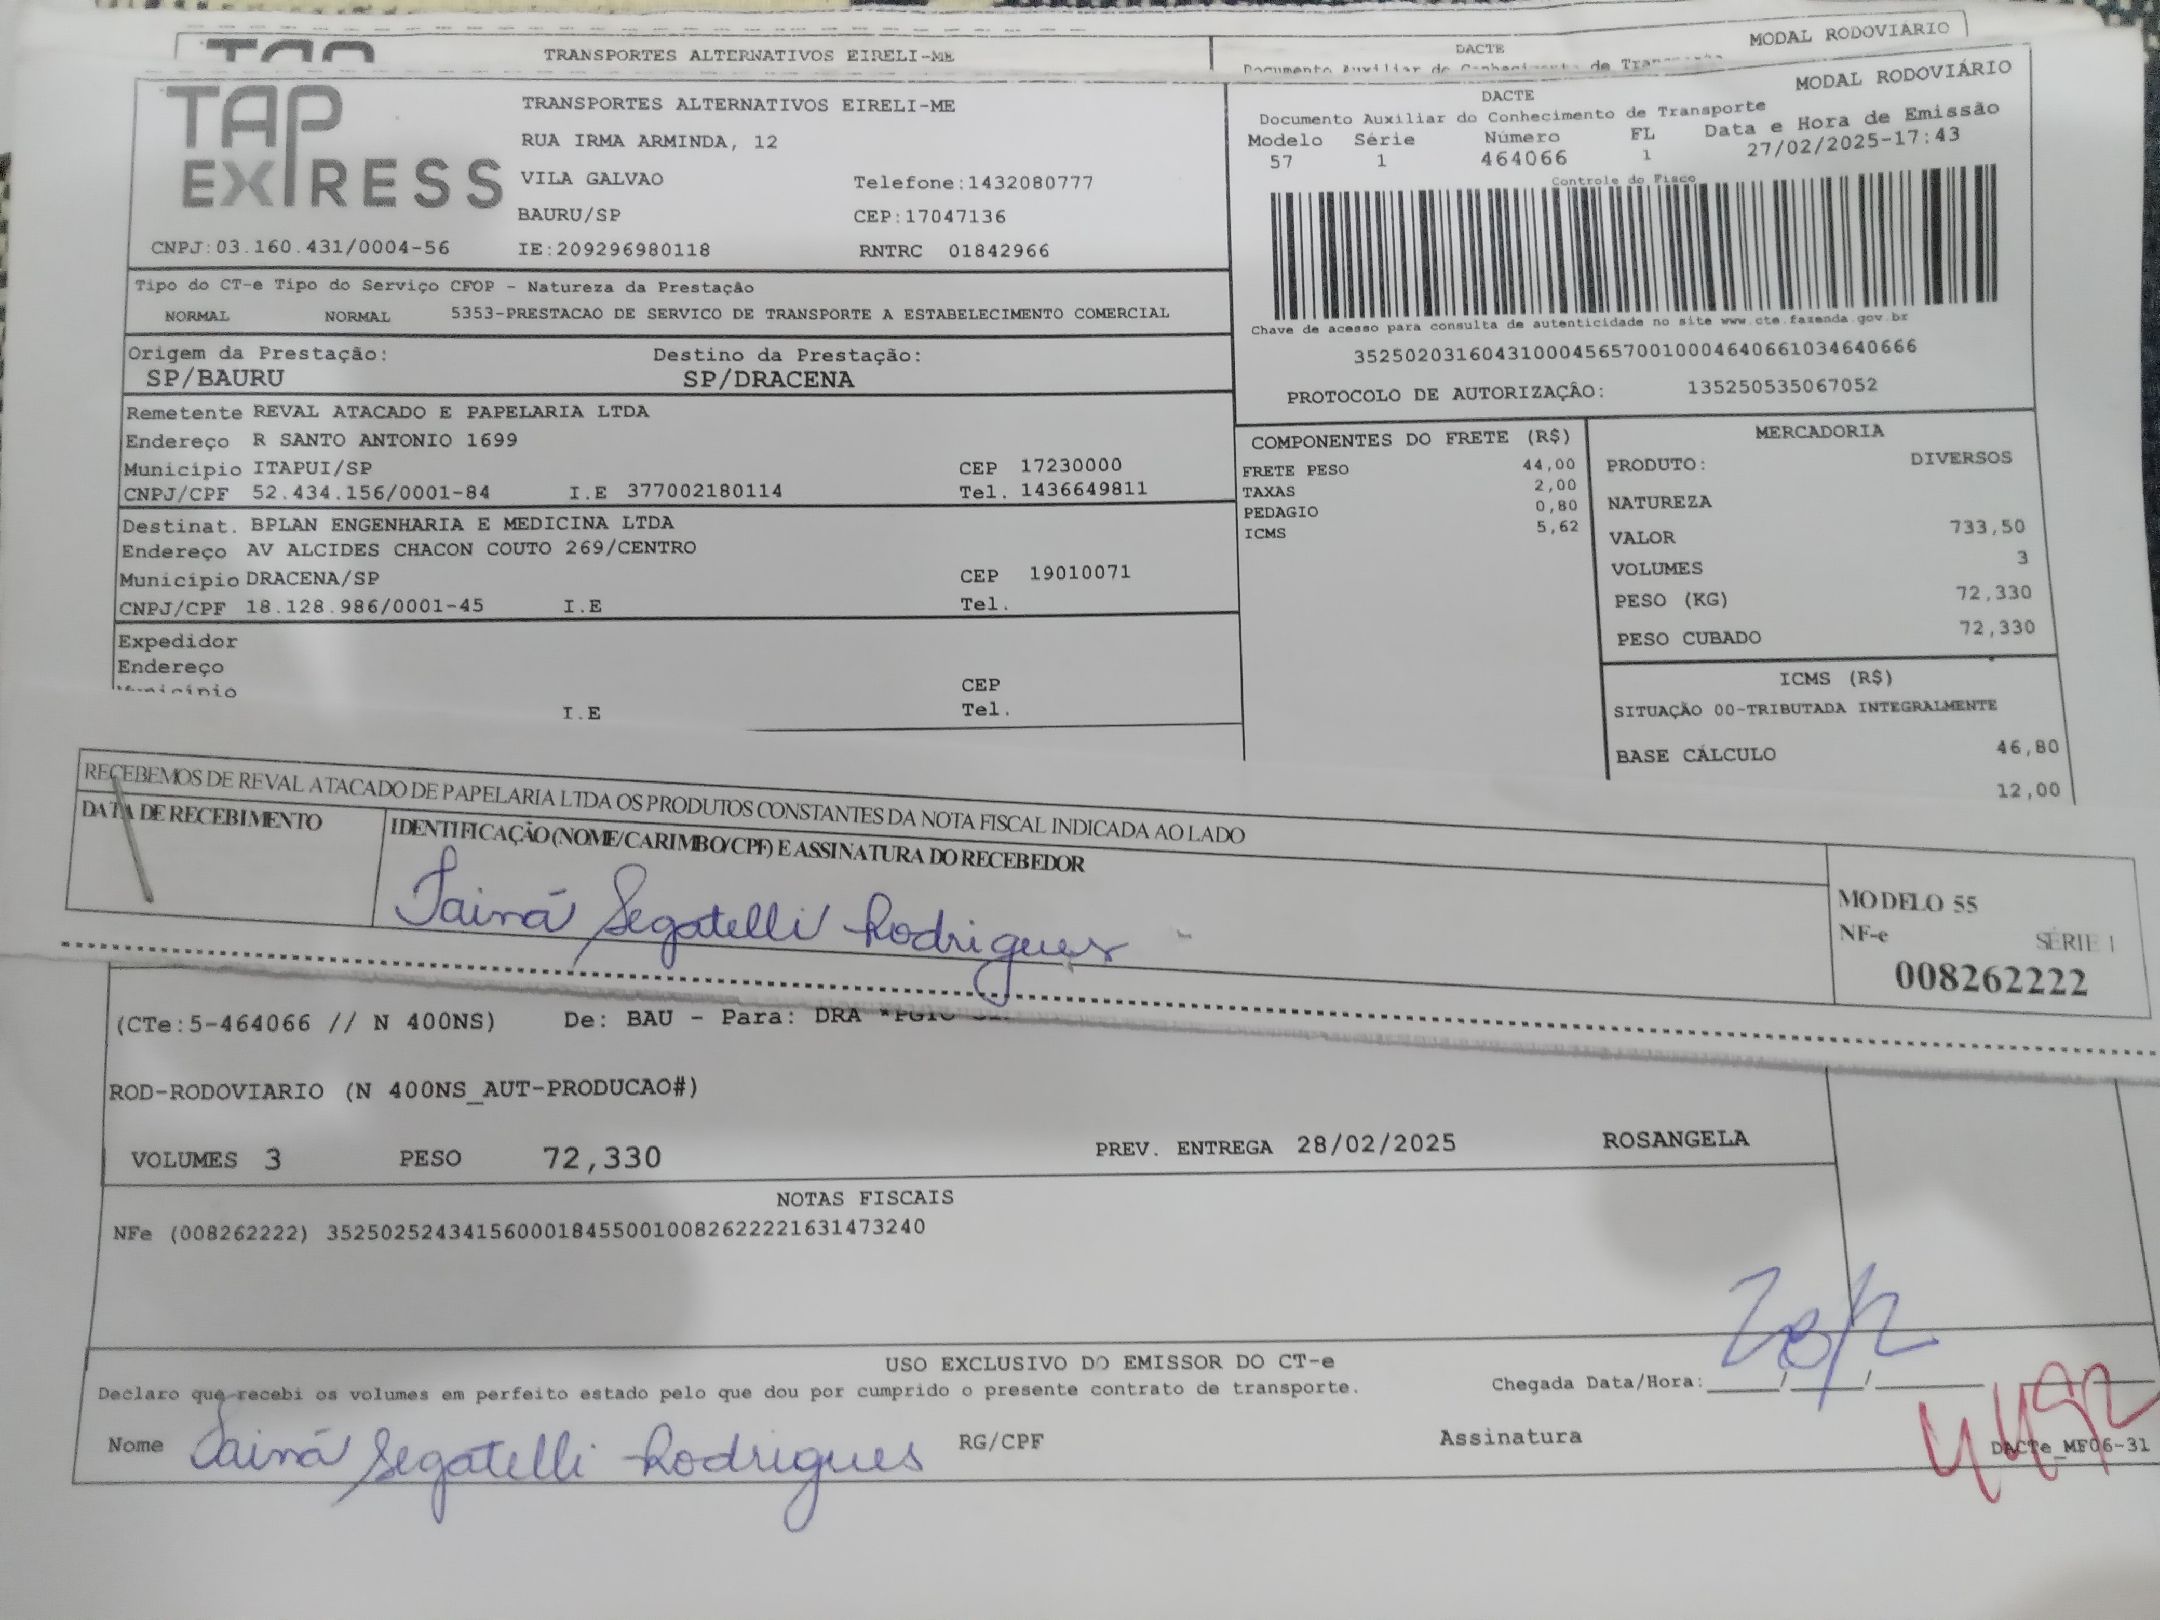 TRANSPORTES ALTERNATIVOS EIRELI-ME
DACTE
MODAL RODOVIÁRIO
Documento Auxiliar do Conhecimento de Transporte
TAP EXPRESS
TRANSPORTES ALTERNATIVOS EIRELI-ME
RUA IRMA ARMINDA, 12
VILA GALVAO Telefone:1432080777
BAURU/SP CEP:17047136
CNPJ:03.160.431/0004-56 IE:209296980118 RNTRC 01842966
MODAL RODOVIÁRIO
DACTE
Documento Auxiliar do Conhecimento de Transporte
Modelo Série Número FL Data e Hora de Emissão
57 1 464066 1 27/02/2025-17:43
Controle do Fisco
Chave de acesso para consulta de autenticidade no site www.cte.fazenda.gov.br
35250203160431000456570010004640661034640666
PROTOCOLO DE AUTORIZAÇÃO: 135250535067052
Tipo do CT-e Tipo do Serviço CFOP - Natureza da Prestação
NORMAL NORMAL 5353-PRESTACAO DE SERVICO DE TRANSPORTE A ESTABELECIMENTO COMERCIAL
Origem da Prestação: Destino da Prestação:
SP/BAURU SP/DRACENA
Remetente REVAL ATACADO E PAPELARIA LTDA
Endereço R SANTO ANTONIO 1699
Município ITAPUI/SP CEP 17230000
CNPJ/CPF 52.434.156/0001-84 I.E 377002180114 Tel. 1436649811
Destinat. BPLAN ENGENHARIA E MEDICINA LTDA
Endereço AV ALCIDES CHACON COUTO 269/CENTRO
Município DRACENA/SP CEP 19010071
CNPJ/CPF 18.128.986/0001-45 I.E Tel.
Expedidor
Endereço
Município CEP
I.E Tel.
COMPONENTES DO FRETE (R$)
FRETE PESO 44,00
TAXAS 2,00
PEDAGIO 0,80
ICMS 5,62
MERCADORIA
PRODUTO: DIVERSOS
NATUREZA
VALOR 733,50
VOLUMES 3
PESO (KG) 72,330
PESO CUBADO 72,330
ICMS (R$)
SITUAÇÃO 00-TRIBUTADA INTEGRALMENTE
BASE CÁLCULO 46,80
12,00
RECEBEMOS DE REVAL ATACADO DE PAPELARIA LTDA OS PRODUTOS CONSTANTES DA NOTA FISCAL INDICADA AO LADO
DATA DE RECEBIMENTO IDENTIFICAÇÃO (NOME/CARIMBO/CPF) E ASSINATURA DO RECEBEDOR
Tainá Segatelli Rodrigues
MODELO 55
NF-e SÉRIE 1
008262222
(CTe:5-464066 // N 400NS) De: BAU - Para: DRA
ROD-RODOVIARIO (N 400NS_AUT-PRODUCAO#)
VOLUMES 3 PESO 72,330 PREV. ENTREGA 28/02/2025 ROSANGELA
NOTAS FISCAIS
NFe (008262222) 35250252434156000184550010082622221631473240
USO EXCLUSIVO DO EMISSOR DO CT-e
Declaro que recebi os volumes em perfeito estado pelo que dou por cumprido o presente contrato de transporte. Chegada Data/Hora:____/____/____
Nome Tainá Segatelli Rodrigues RG/CPF Assinatura
DACTe_MF06-31